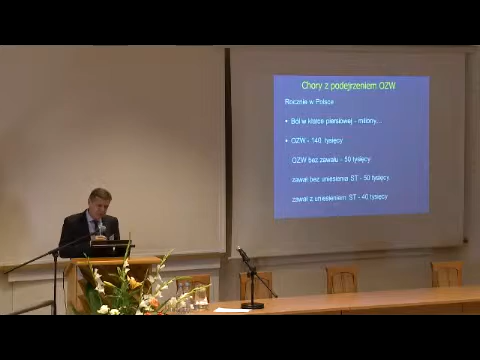 Chory z podejrzeniem OZW
Rocznie w Polsce
• Ból w klatce piersiowej - miliony...
• OZW - 140 tysięcy
OZW bez zawału - 50 tysięcy
zawał bez uniesienia ST - 50 tysięcy
zawał z uniesieniem ST - 40 tysięcy